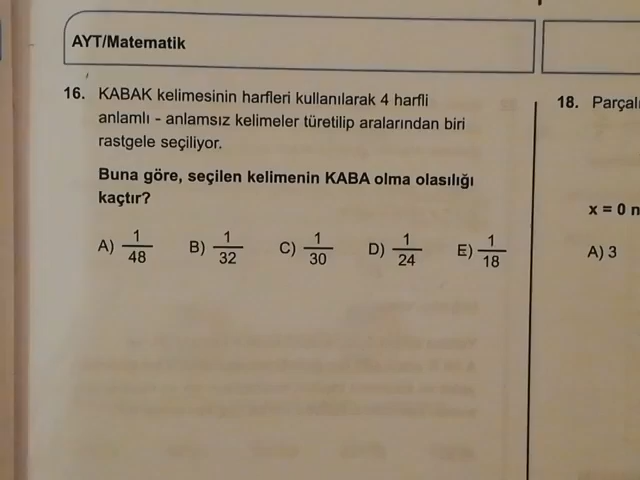 AYT/Matematik
16. KABAK kelimesinin harfleri kullanılarak 4 harfli
anlamlı - anlamsız kelimeler türetilip aralarından biri
rastgele seçiliyor.
Buna göre, seçilen kelimenin KABA olma olasılığı
kaçtır?
A) 1/48 B) 1/32 C) 1/30 D) 1/24 E) 1/18
18. Parçalı
x = 0 n
A) 3